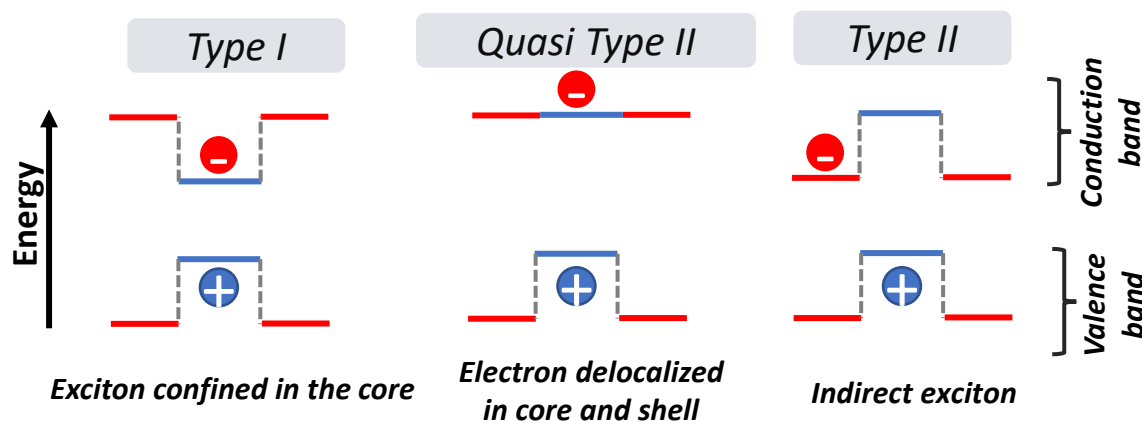 Type I
Quasi Type II
Type II
Energy
Conduction
band
Valence
band
Exciton confined in the core
Electron delocalized
in core and shell
Indirect exciton